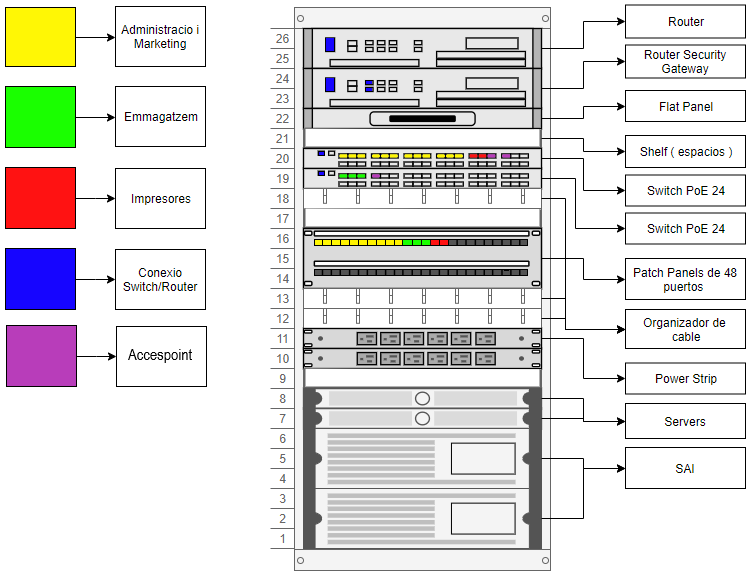 Administracio i
Marketing
Emmagatzem
Impresores
Conexio
Switch/Router
Accespoint
26
25
24
23
22
21
20
19
18
17
16
15
14
13
12
11
10
9
8
7
6
5
4
3
2
1
Router
Router Security
Gateway
Flat Panel
Shelf ( espacios )
Switch PoE 24
Switch PoE 24
Patch Panels de 48
puertos
Organizador de
cable
Power Strip
Servers
SAI